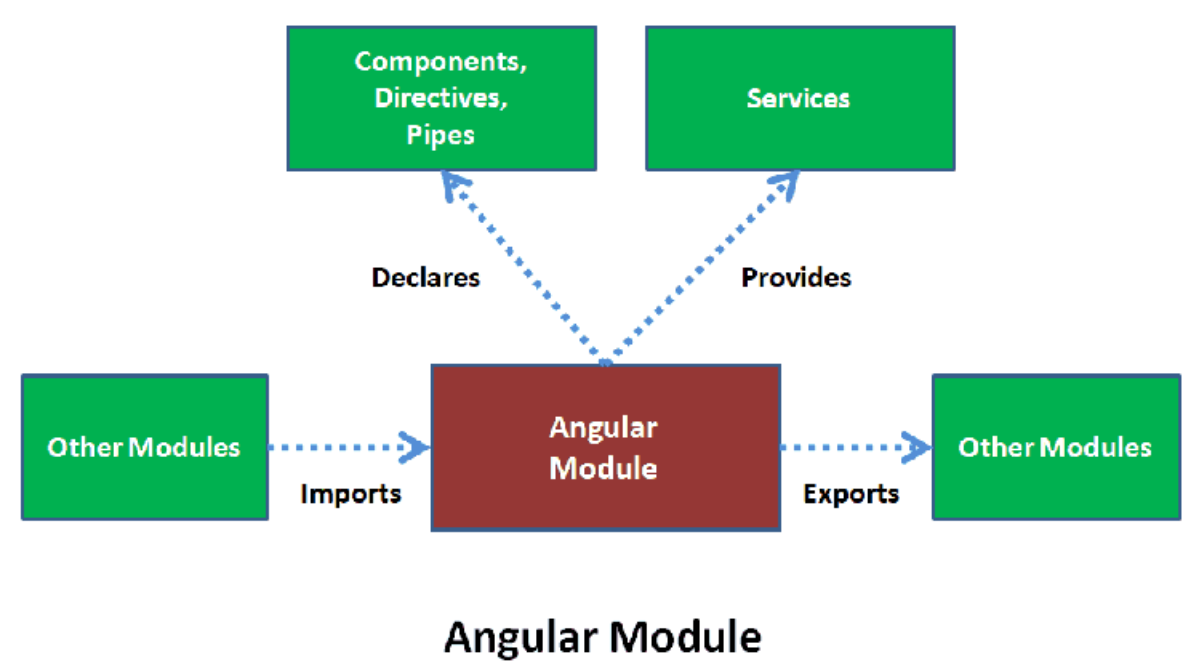 Components,
Directives,
Pipes
Services
Declares
Provides
Other Modules
Imports
Angular
Module
Exports
Other Modules
Angular Module